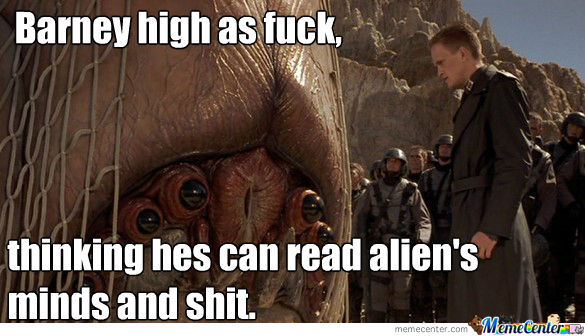 Barney high as fuck,
thinking hes can read alien's
minds and shit.
memecenter.com
MemeCenter